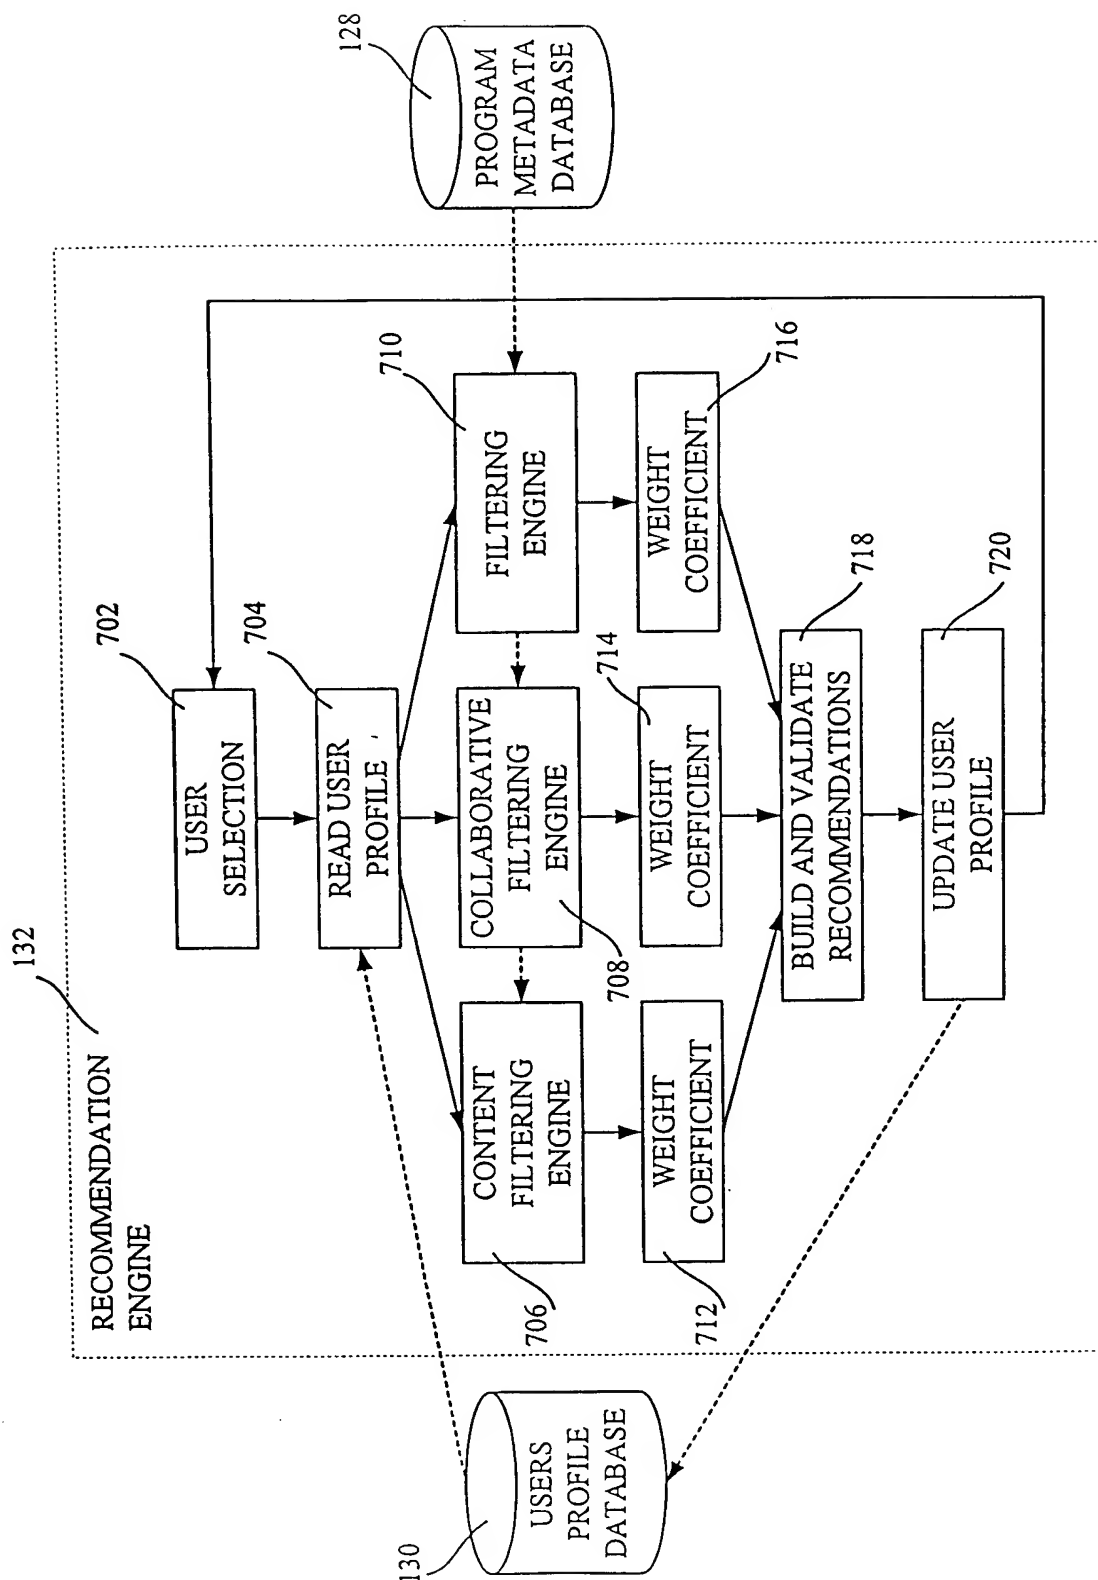 132
RECOMMENDATION
ENGINE
702
USER
SELECTION
704
READ USER
PROFILE
128
PROGRAM
METADATA
DATABASE
130
USERS
PROFILE
DATABASE
706
CONTENT
FILTERING
ENGINE
708
COLLABORATIVE
FILTERING
ENGINE
710
FILTERING
ENGINE
712
WEIGHT
COEFFICIENT
714
WEIGHT
COEFFICIENT
716
WEIGHT
COEFFICIENT
718
BUILD AND VALIDATE
RECOMMENDATIONS
720
UPDATE USER
PROFILE